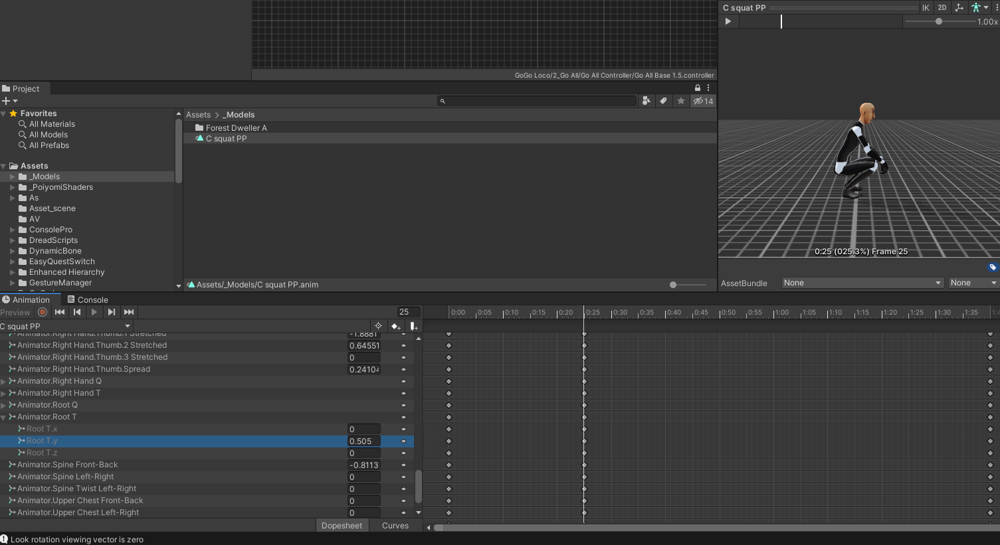 C squat PP
IK
2D
1.00x
GoGo Loco/2_Go All/Go All Controller/Go All Base 1.5.controller
Project
14
Favorites
All Materials
All Models
All Prefabs
Assets
_Models
_PoiyomiShaders
As
Asset_scene
AV
ConsolePro
DreadScripts
DynamicBone
EasyQuestSwitch
Enhanced Hierarchy
GestureManager
Assets > _Models
Forest Dweller A
C squat PP
Assets/_Models/C squat PP.anim
0:25 (025.3%) Frame 25
AssetBundle
None
None
Animation
Console
Preview
25
0:00 0:05 0:10 0:15 0:20 0:25 0:30 0:35 0:40 0:45 0:50 0:55 1:00 1:05 1:10 1:15 1:20 1:25 1:30 1:35
C squat PP
Animator.Right Hand.Thumb.1 Stretched -1.8881
Animator.Right Hand.Thumb.2 Stretched 0.64551
Animator.Right Hand.Thumb.3 Stretched 0
Animator.Right Hand.Thumb.Spread 0.24104
Animator.Right Hand Q
Animator.Right Hand T
Animator.Root Q
Animator.Root T
Root T.x 0
Root T.y 0.505
Root T.z 0
Animator.Spine Front-Back -0.8113
Animator.Spine Left-Right 0
Animator.Spine Twist Left-Right 0
Animator.Upper Chest Front-Back 0
Animator.Upper Chest Left-Right 0
Dopesheet
Curves
Look rotation viewing vector is zero